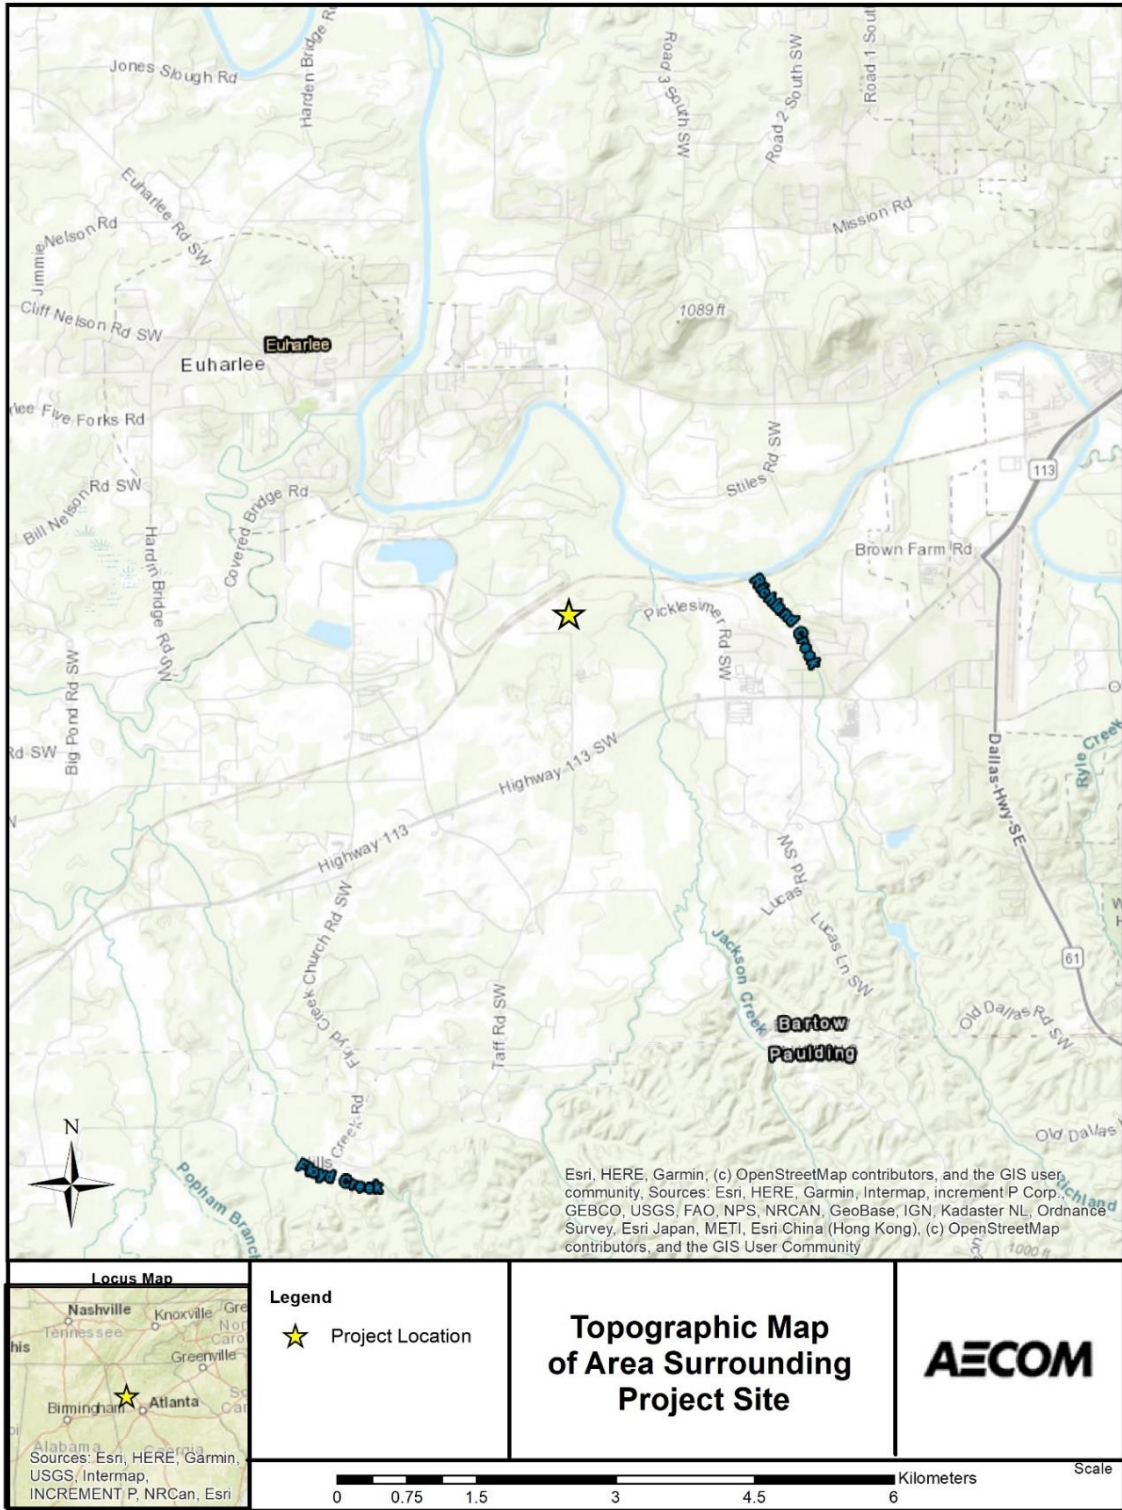 Jones Slough Rd
Harden Bridge Rd
Road 3 South SW
Road 2 South SW
Road 1 Sout
Euharlee Rd SW
Jimmie Nelson Rd
Mission Rd
Cliff Nelson Rd SW
1089 ft
Euharlee
Euharlee
lee Five Forks Rd
Stiles Rd SW
113
Bill Nelson Rd SW
Covered Bridge Rd
Hardin Bridge Rd SW
Brown Farm Rd
Richland Creek
Picklesimer Rd SW
Big Pond Rd SW
Rd SW
Highway 113 SW
Dallas-Hwy-SE
Ryle Creek
N
Highway 113
Lucas Rd SW
Lucas Ln SW
Floyd Creek Church Rd SW
Jackson Creek
61
Taff Rd SW
Bartow
Paulding
Old Dallas Rd SW
Old Dallas
N
Creek Rd
Floyd Creek
Popham Branch
Richland
1000 ft
Esri, HERE, Garmin, (c) OpenStreetMap contributors, and the GIS user
community, Sources: Esri, HERE, Garmin, Intermap, increment P Corp.,
GEBCO, USGS, FAO, NPS, NRCAN, GeoBase, IGN, Kadaster NL, Ordnance
Survey, Esri Japan, METI, Esri China (Hong Kong), (c) OpenStreetMap
contributors, and the GIS User Community
Locus Map
Nashville
Knoxville
Tennessee
Greenville
Birmingham
Atlanta
Alabama
Georgia
Sources: Esri, HERE, Garmin,
USGS, Intermap,
INCREMENT P, NRCan, Esri
Legend
Project Location
Topographic Map
of Area Surrounding
Project Site
AECOM
Scale
Kilometers
0 0.75 1.5 3 4.5 6